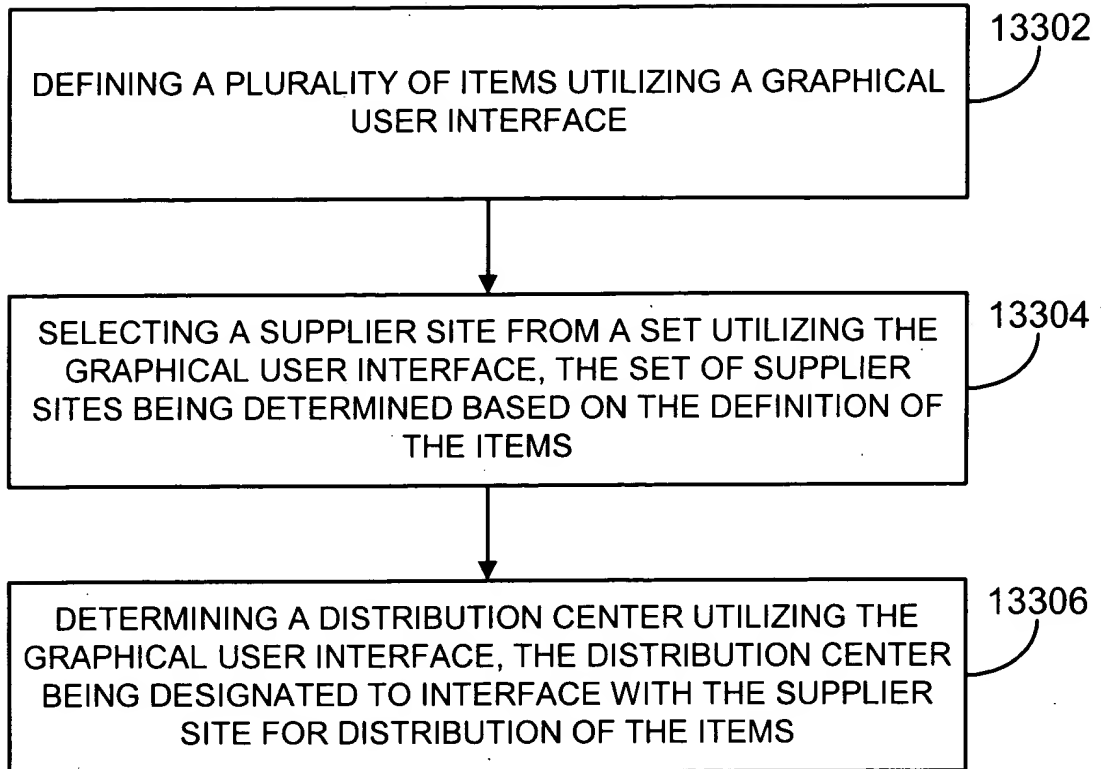 13302
DEFINING A PLURALITY OF ITEMS UTILIZING A GRAPHICAL
USER INTERFACE
13304
SELECTING A SUPPLIER SITE FROM A SET UTILIZING THE
GRAPHICAL USER INTERFACE, THE SET OF SUPPLIER
SITES BEING DETERMINED BASED ON THE DEFINITION OF
THE ITEMS
13306
DETERMINING A DISTRIBUTION CENTER UTILIZING THE
GRAPHICAL USER INTERFACE, THE DISTRIBUTION CENTER
BEING DESIGNATED TO INTERFACE WITH THE SUPPLIER
SITE FOR DISTRIBUTION OF THE ITEMS